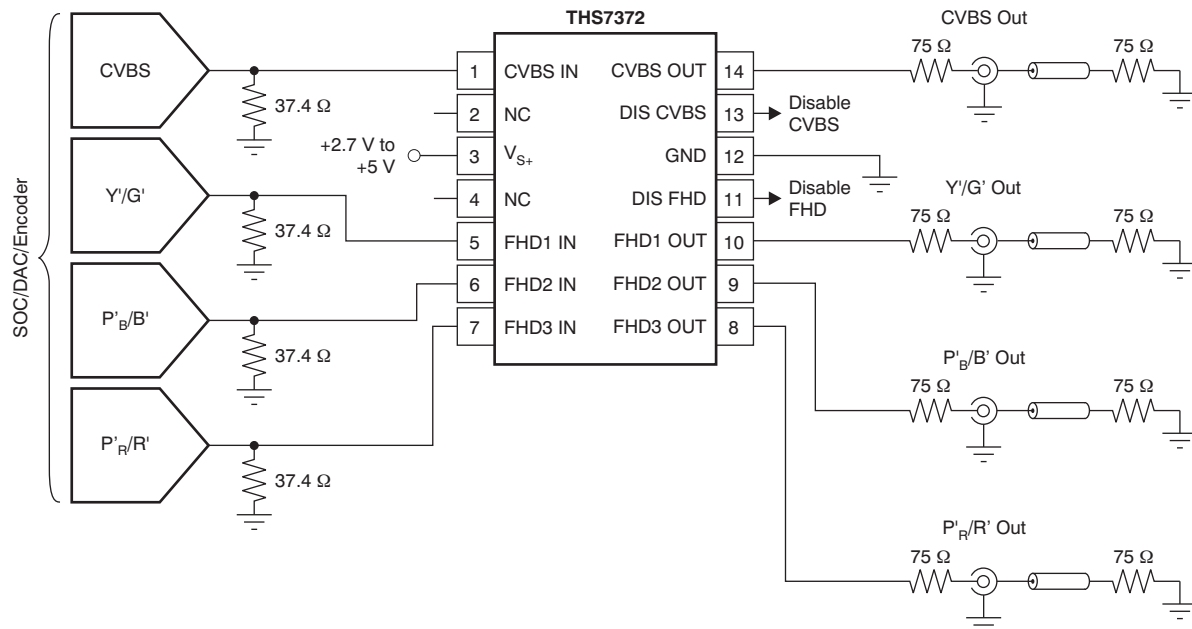 THS7372
SOC/DAC/Encoder
CVBS
37.4 Ω
Y'/G'
37.4 Ω
P'B/B'
37.4 Ω
P'R/R'
37.4 Ω
+2.7 V to
+5 V
1 CVBS IN
2 NC
3 VS+
4 NC
5 FHD1 IN
6 FHD2 IN
7 FHD3 IN
CVBS OUT 14
DIS CVBS 13
GND 12
DIS FHD 11
FHD1 OUT 10
FHD2 OUT 9
FHD3 OUT 8
Disable
CVBS
Disable
FHD
CVBS Out
75 Ω 75 Ω
Y'/G' Out
75 Ω 75 Ω
P'B/B' Out
75 Ω 75 Ω
P'R/R' Out
75 Ω 75 Ω